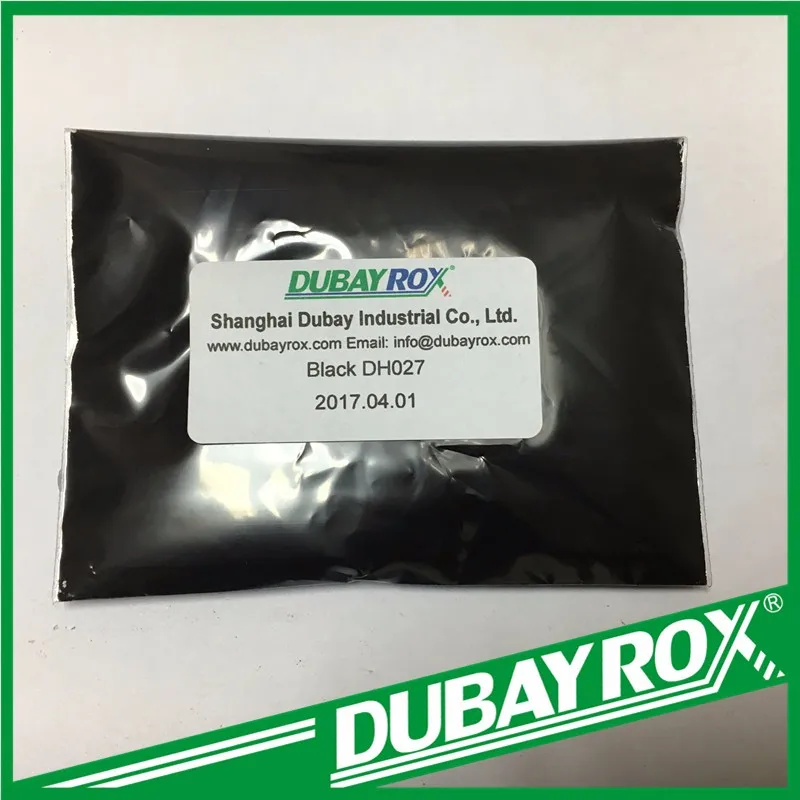 DUBAYROX®
Shanghai Dubay Industrial Co., Ltd.
www.dubayrox.com Email: info@dubayrox.com
Black DH027
2017.04.01
DUBAYROX®